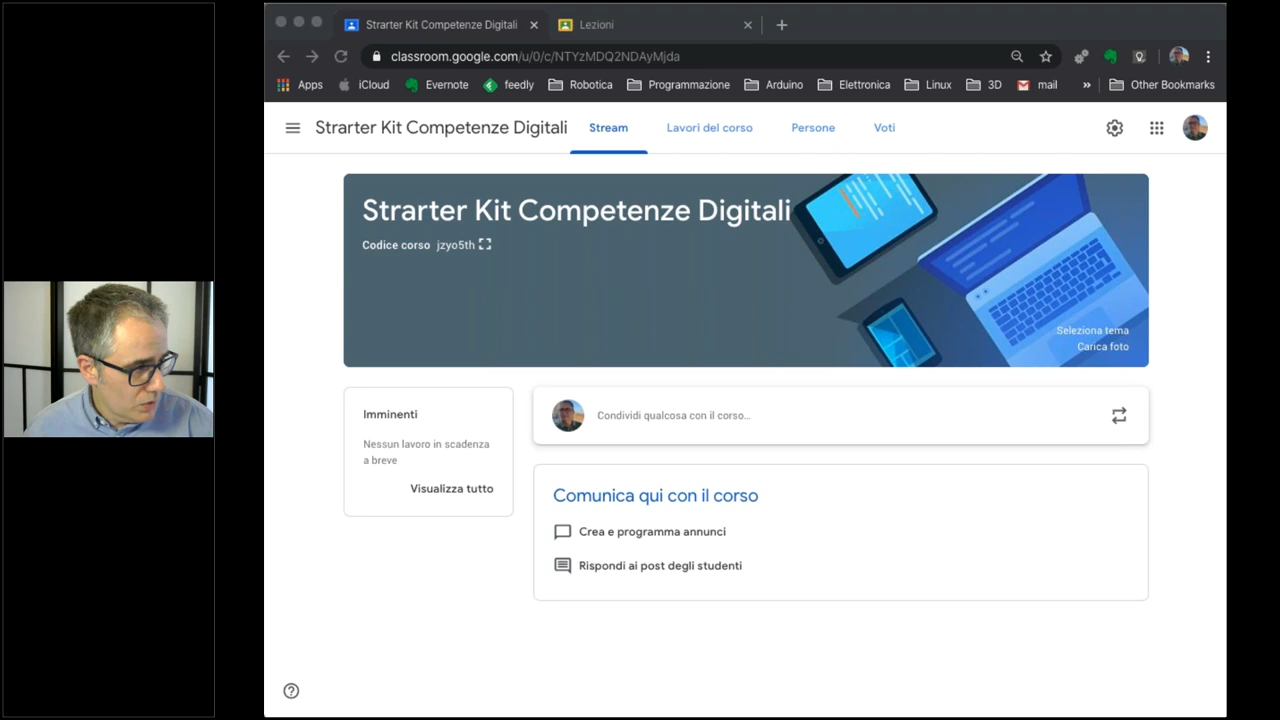 Strarter Kit Competenze Digitali
Lezioni
classroom.google.com/u/0/c/NTYzMDQ2NDAyMjda
Apps
iCloud
Evernote
feedly
Robotica
Programmazione
Arduino
Elettronica
Linux
3D
mail
»
Other Bookmarks
Strarter Kit Competenze Digitali
Stream
Lavori del corso
Persone
Voti
Strarter Kit Competenze Digitali
Codice corso jzyo5th
Seleziona tema
Carica foto
Imminenti
Nessun lavoro in scadenza
a breve
Visualizza tutto
Condividi qualcosa con il corso…
Comunica qui con il corso
Crea e programma annunci
Rispondi ai post degli studenti